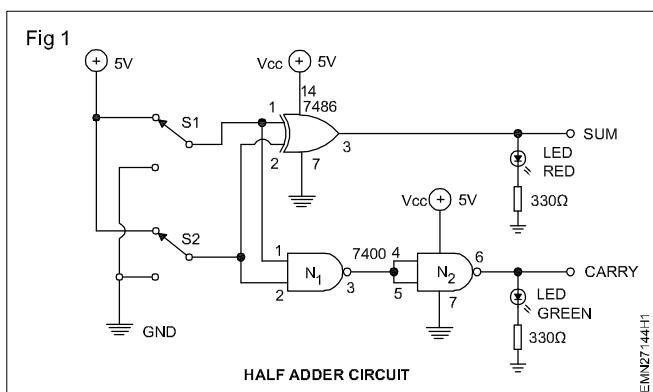 Fig 1
5V
Vcc 5V
14
7486
1
2
7
3
S1
SUM
LED
RED
330Ω
S2
Vcc 5V
7400
1
2
N1
3
4
5
N2
6
7
CARRY
LED
GREEN
330Ω
GND
HALF ADDER CIRCUIT
EMN27144H1